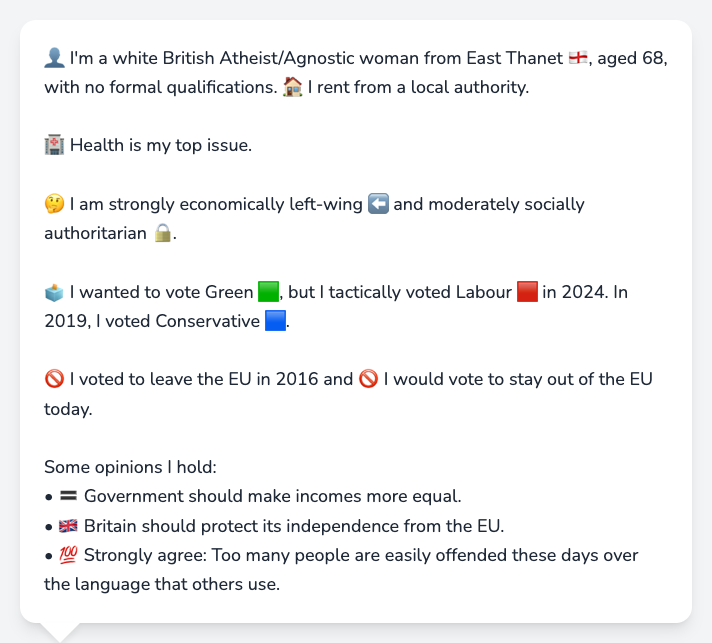 👤 I'm a white British Atheist/Agnostic woman from East Thanet 🏴󠁧󠁢󠁥󠁮󠁧󠁿, aged 68,
with no formal qualifications. 🏠 I rent from a local authority.
🏥 Health is my top issue.
🤔 I am strongly economically left-wing ⬅️ and moderately socially
authoritarian 🔒.
🗳️ I wanted to vote Green 🟩, but I tactically voted Labour 🟥 in 2024. In
2019, I voted Conservative 🟦.
🚫 I voted to leave the EU in 2016 and 🚫 I would vote to stay out of the EU
today.
Some opinions I hold:
• 🟰 Government should make incomes more equal.
• 🇬🇧 Britain should protect its independence from the EU.
• 💯 Strongly agree: Too many people are easily offended these days over
the language that others use.